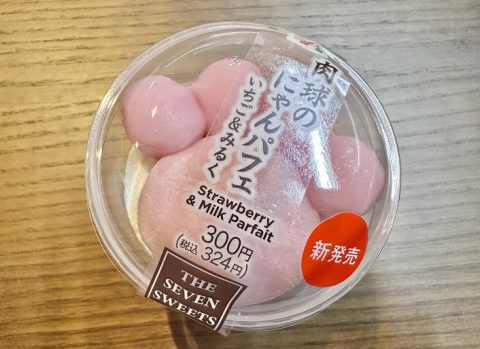 肉球の
にゃんパフェ
いちご&みるく
Strawberry
& Milk Parfait
300円
(税込 324円)
新発売
THE
SEVEN
SWEETS